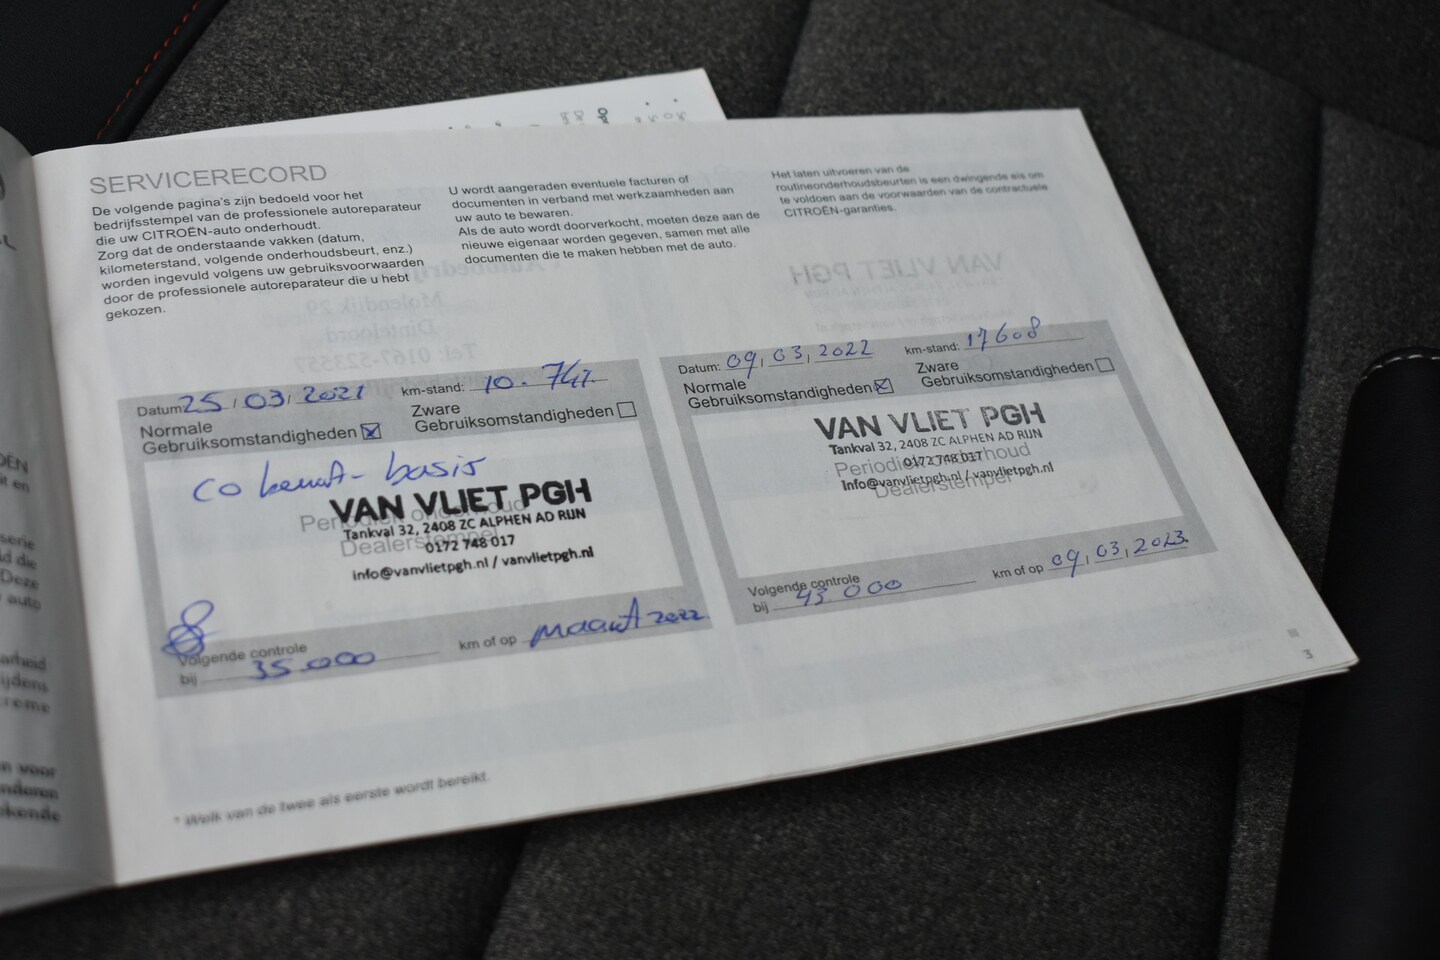 SERVICERECORD
De volgende pagina's zijn bedoeld voor het
bedrijfsstempel van de professionele autoreparateur
die uw CITROËN-auto onderhoudt.
Zorg dat de onderstaande vakken (datum,
kilometerstand, volgende onderhoudsbeurt, enz.)
worden ingevuld volgens uw gebruiksvoorwaarden
door de professionele autoreparateur die u hebt
gekozen.
U wordt aangeraden eventuele facturen of
documenten in verband met werkzaamheden aan
uw auto te bewaren.
Als de auto wordt doorverkocht, moeten deze aan de
nieuwe eigenaar worden gegeven, samen met alle
documenten die te maken hebben met de auto.
Het laten uitvoeren van de
routineonderhoudsbeurten is een dwingende eis om
te voldoen aan de voorwaarden van de contractuele
CITROËN-garanties.
Datum 25/03/2021 km-stand: 10.741
Normale
Gebruiksomstandigheden
Zware
Gebruiksomstandigheden
basis
Periodiek onderhoud
Dealerstempel
VAN VLIET PGH
Tankval 32, 2408 ZC ALPHEN AD RIJN
0172 748 017
info@vanvlietpgh.nl / vanvlietpgh.nl
Volgende controle
bij 35.000 km of op maart 2022
Datum: 09/03/2022 km-stand: 17608
Normale
Gebruiksomstandigheden
Zware
Gebruiksomstandigheden
VAN VLIET PGH
Tankval 32, 2408 ZC ALPHEN AD RIJN
0172 748 017
Periodiek onderhoud
Info@vanvlietpgh.nl / vanvlietpgh.nl
Dealerstempel
Volgende controle
bij 43 000 km of op 09/03/2023
* Welk van de twee als eerste wordt bereikt.
3